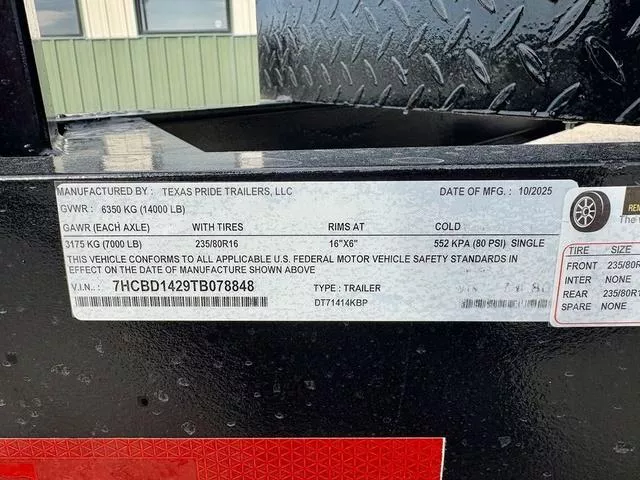 MANUFACTURED BY : TEXAS PRIDE TRAILERS, LLC DATE OF MFG. : 10/2025
GVWR : 6350 KG (14000 LB)
GAWR (EACH AXLE) WITH TIRES RIMS AT COLD
3175 KG (7000 LB) 235/80R16 16"X6" 552 KPA (80 PSI) SINGLE
THIS VEHICLE CONFORMS TO ALL APPLICABLE U.S. FEDERAL MOTOR VEHICLE SAFETY STANDARDS IN
EFFECT ON THE DATE OF MANUFACTURE SHOWN ABOVE
V.I.N.: 7HCBD1429TB078848 TYPE : TRAILER
DT71414KBP
TIRE SIZE
FRONT 235/80R
INTER NONE
REAR 235/80R1
SPARE NONE